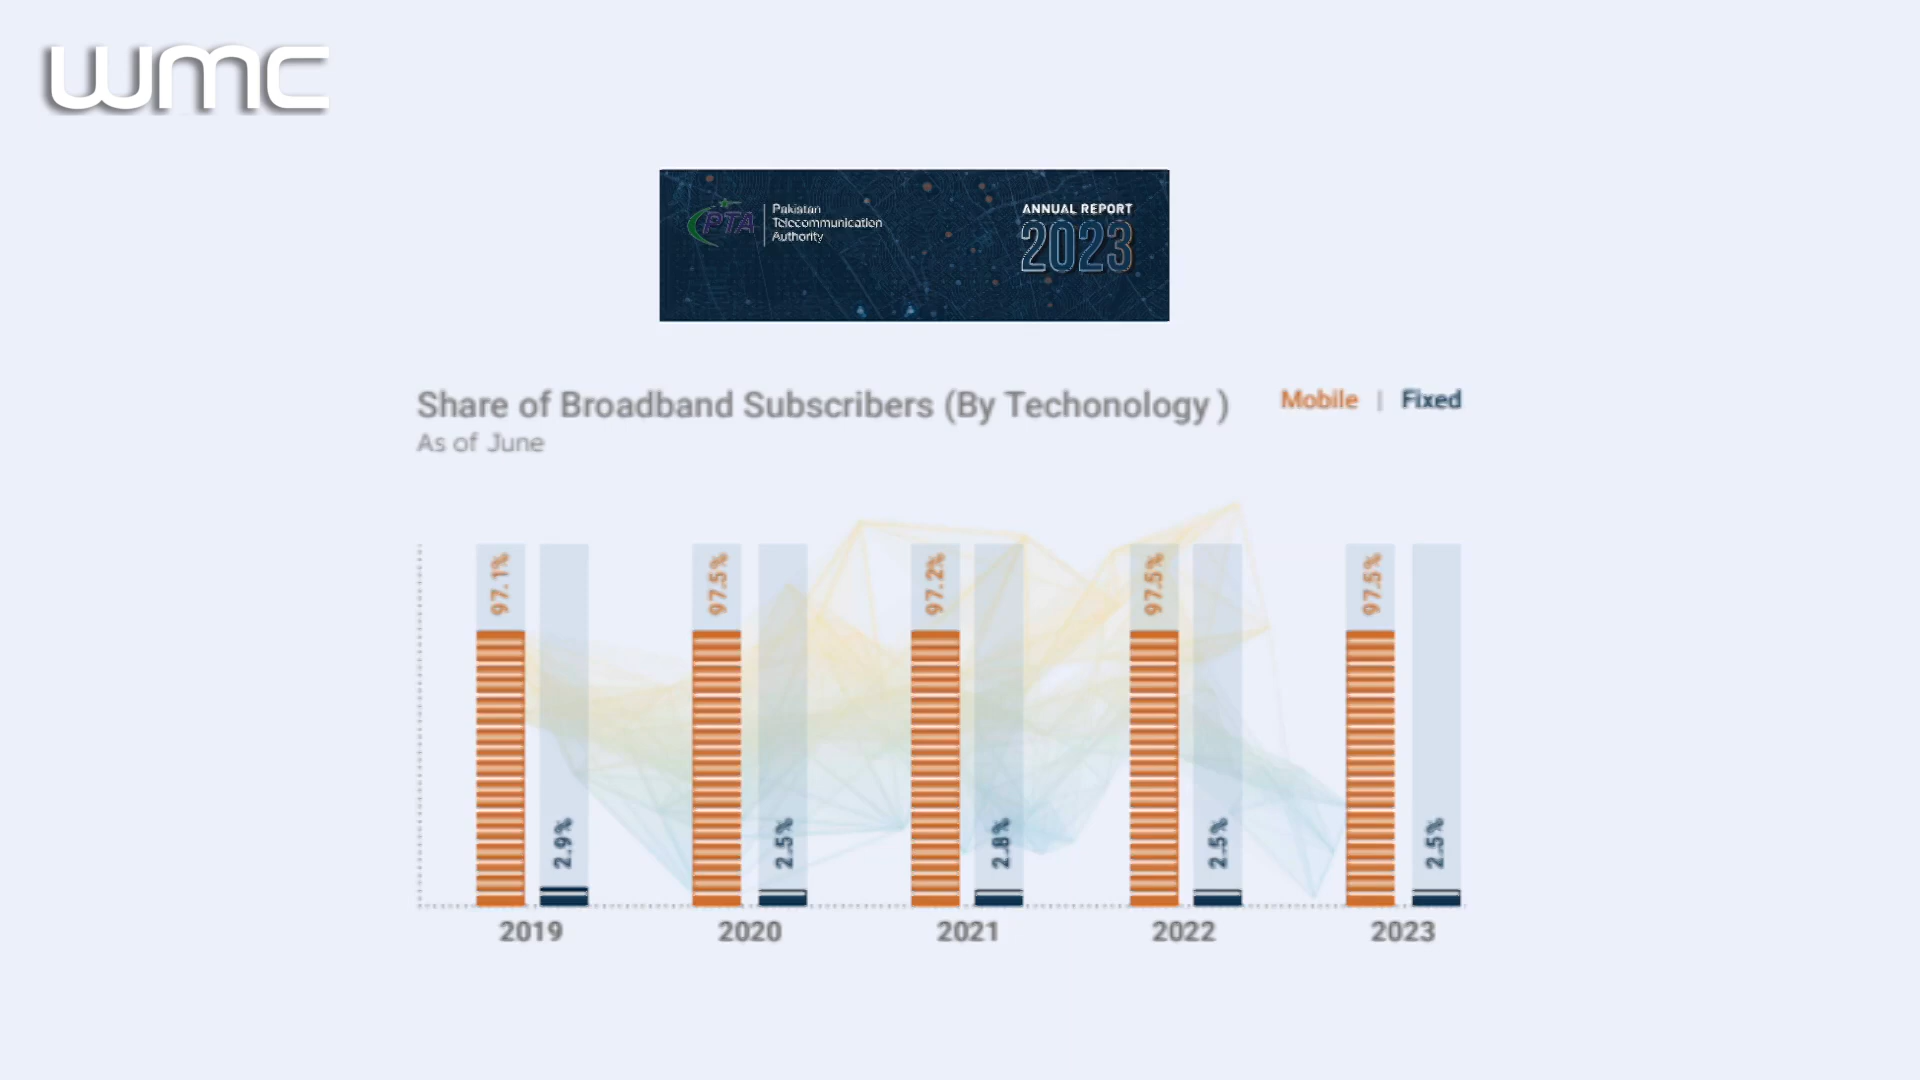 wmc
PTA
Pakistan
Telecommunication
Authority
ANNUAL REPORT
2023
Share of Broadband Subscribers (By Techonology )
Mobile | Fixed
As of June
97.1% 2.9% 97.5% 2.5% 97.2% 2.8% 97.5% 2.5% 97.5% 2.5%
2019 2020 2021 2022 2023